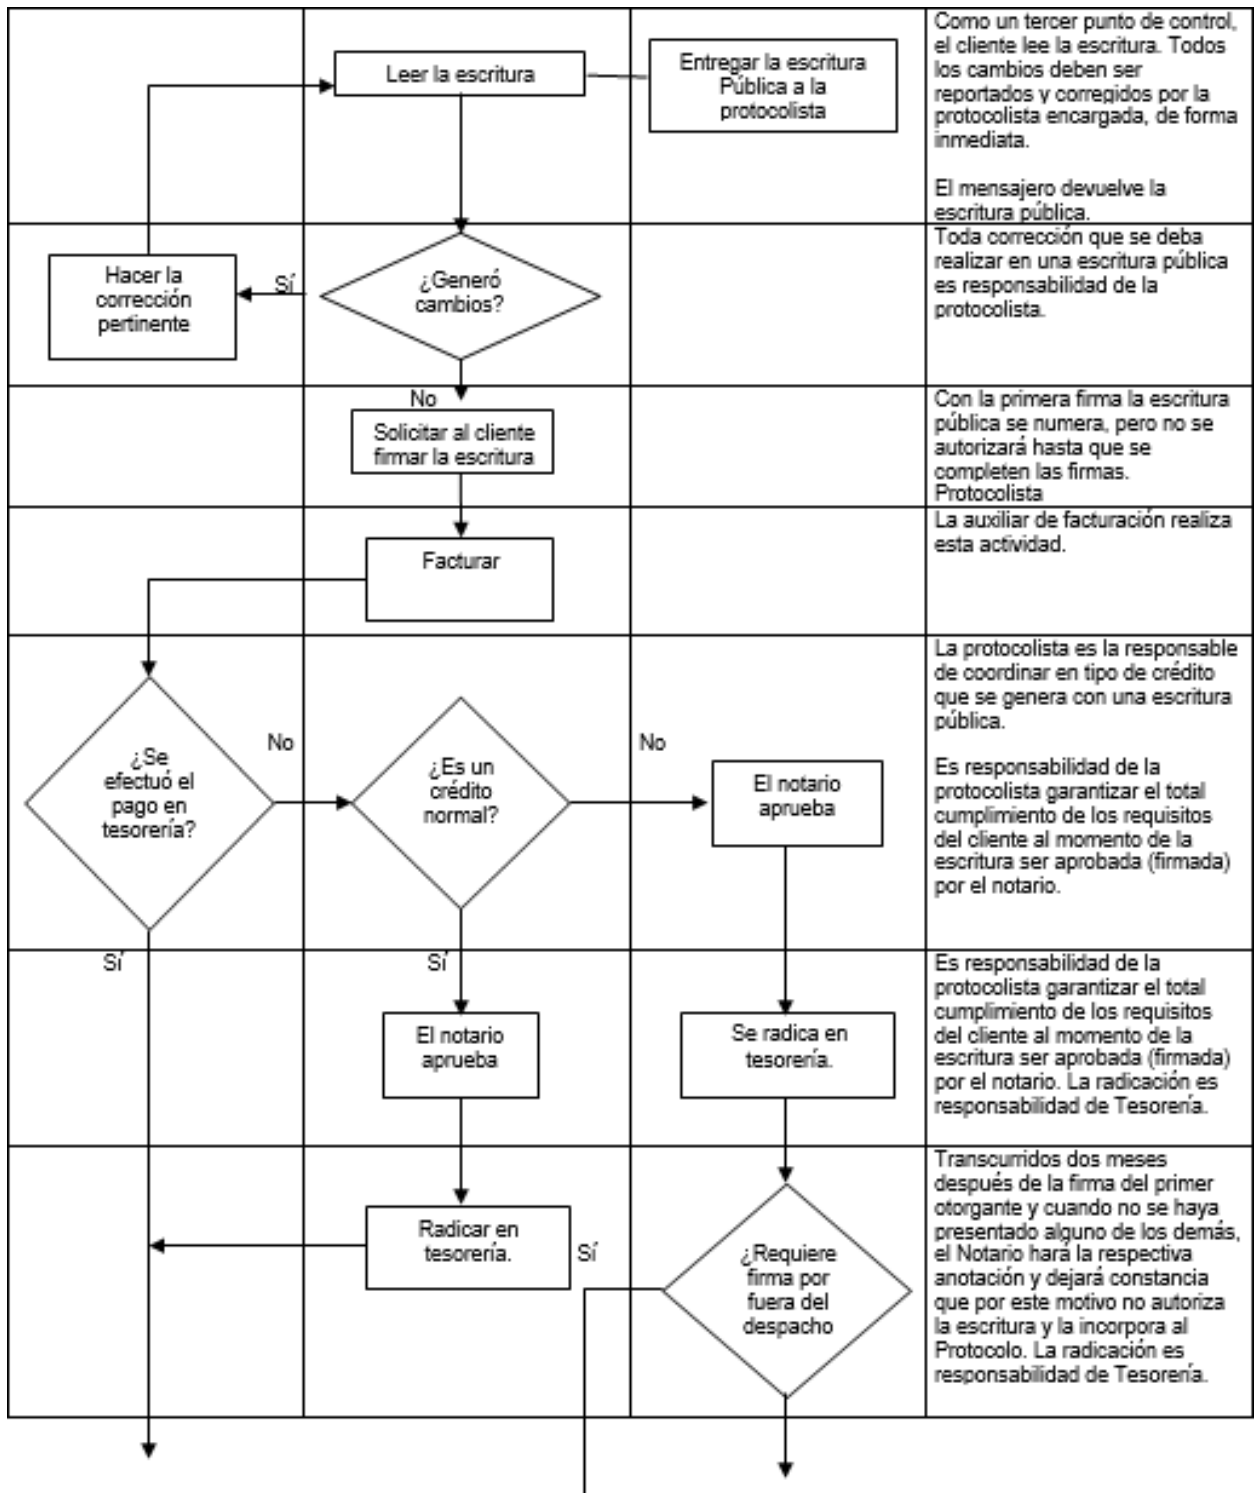 Leer la escritura
Entregar la escritura
Pública a la
protocolista
Como un tercer punto de control,
el cliente lee la escritura. Todos
los cambios deben ser
reportados y corregidos por la
protocolista encargada, de forma
inmediata.
El mensajero devuelve la
escritura pública.
Hacer la
corrección
pertinente
Sí
¿Generó
cambios?
Toda corrección que se deba
realizar en una escritura pública
es responsabilidad de la
protocolista.
No
Solicitar al cliente
firmar la escritura
Con la primera firma la escritura
pública se numera, pero no se
autorizará hasta que se
completen las firmas.
Protocolista
Facturar
La auxiliar de facturación realiza
esta actividad.
¿Se
efectuó el
pago en
tesorería?
No
¿Es un
crédito
normal?
No
El notario
aprueba
La protocolista es la responsable
de coordinar en tipo de crédito
que se genera con una escritura
pública.
Es responsabilidad de la
protocolista garantizar el total
cumplimiento de los requisitos
del cliente al momento de la
escritura ser aprobada (firmada)
por el notario.
Sí
Sí
El notario
aprueba
Se radica en
tesorería.
Es responsabilidad de la
protocolista garantizar el total
cumplimiento de los requisitos
del cliente al momento de la
escritura ser aprobada (firmada)
por el notario. La radicación es
responsabilidad de Tesorería.
Radicar en
tesorería.
Sí
¿Requiere
firma por
fuera del
despacho
Transcurridos dos meses
después de la firma del primer
otorgante y cuando no se haya
presentado alguno de los demás,
el Notario hará la respectiva
anotación y dejará constancia
que por este motivo no autoriza
la escritura y la incorpora al
Protocolo. La radicación es
responsabilidad de Tesorería.